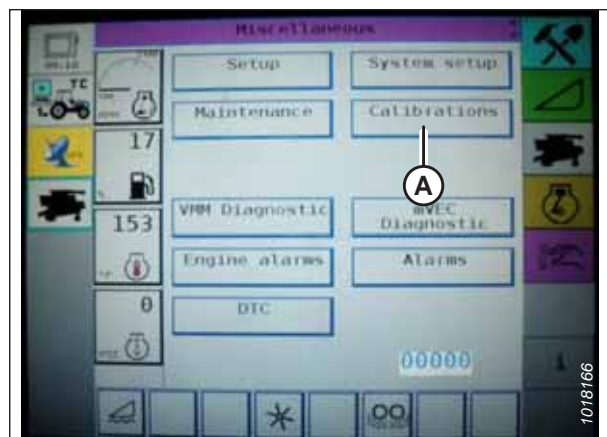 Miscellaneous
TC
Setup
System setup
Maintenance
Calibrations
17
A
VMM Diagnostic
mVEC
Diagnostic
153
Engine alarms
Alarms
0
DTC
00000
i
1018166